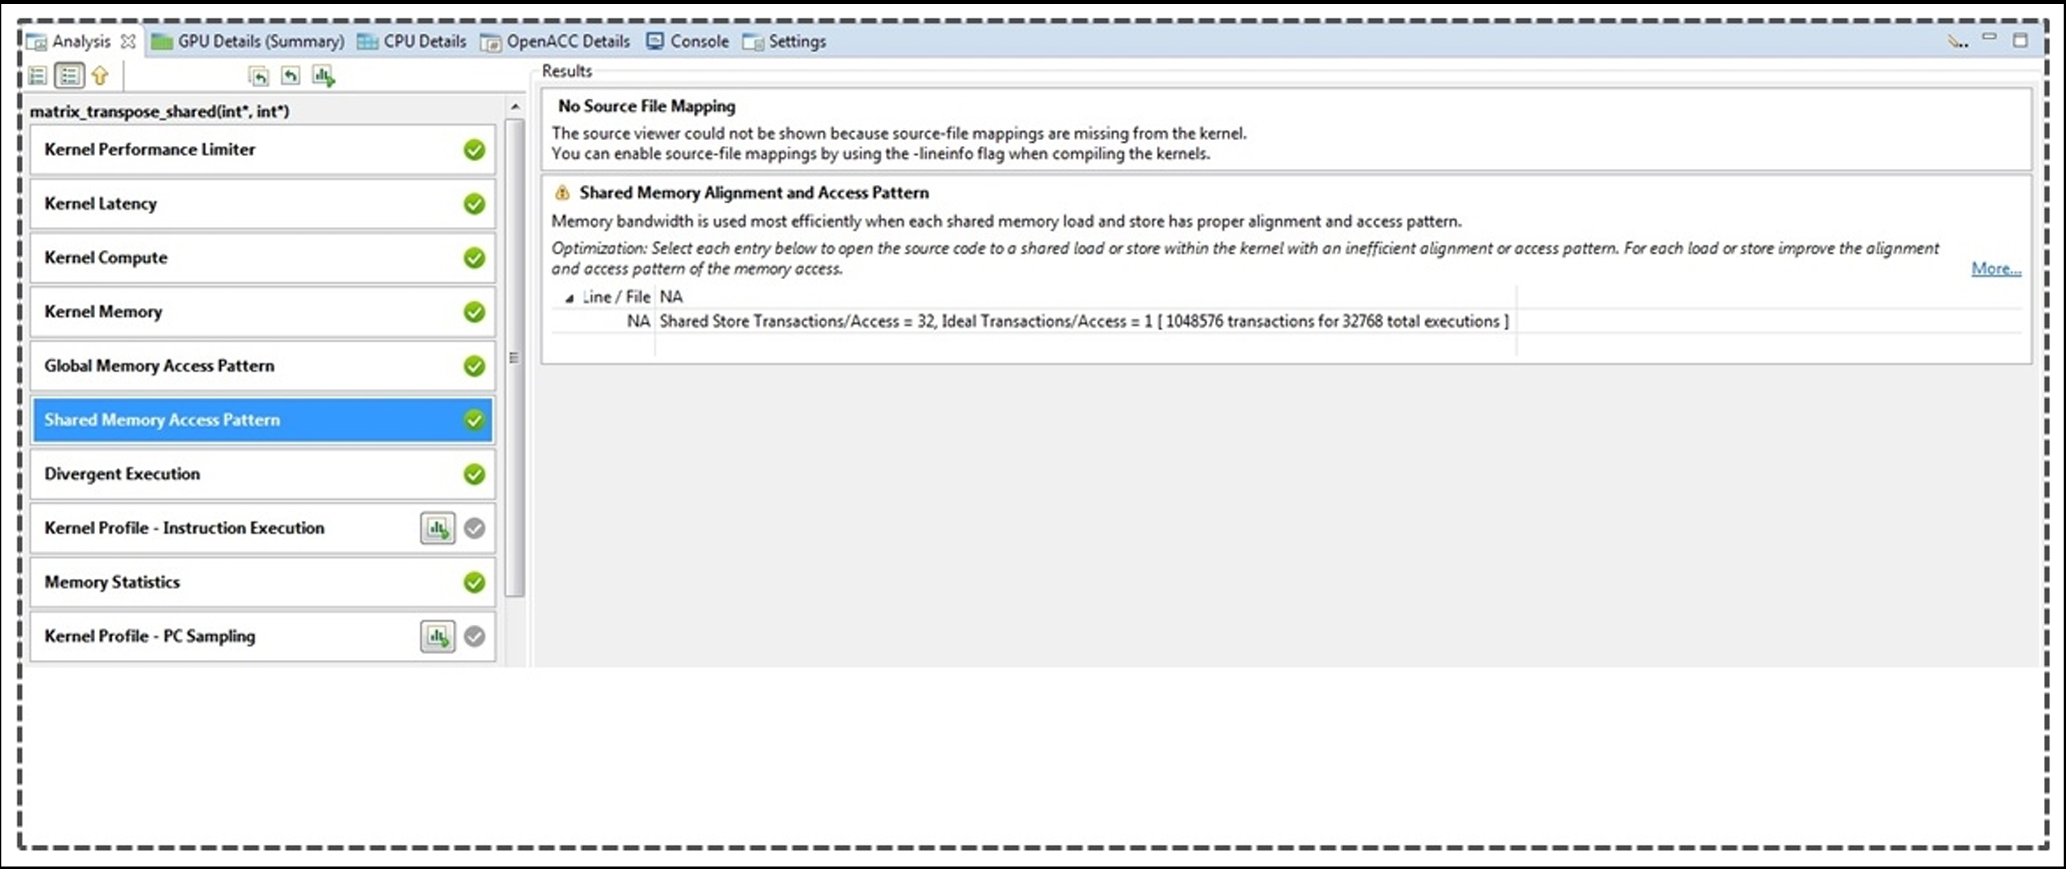 Analysis GPU Details (Summary) CPU Details OpenACC Details Console Settings
matrix_transpose_shared(int*, int*)
Kernel Performance Limiter
Kernel Latency
Kernel Compute
Kernel Memory
Global Memory Access Pattern
Shared Memory Access Pattern
Divergent Execution
Kernel Profile - Instruction Execution
Memory Statistics
Kernel Profile - PC Sampling
Results
No Source File Mapping
The source viewer could not be shown because source-file mappings are missing from the kernel.
You can enable source-file mappings by using the -lineinfo flag when compiling the kernels.
Shared Memory Alignment and Access Pattern
Memory bandwidth is used most efficiently when each shared memory load and store has proper alignment and access pattern.
Optimization: Select each entry below to open the source code to a shared load or store within the kernel with an inefficient alignment or access pattern. For each load or store improve the alignment
and access pattern of the memory access.
More...
Line / File NA
NA Shared Store Transactions/Access = 32, Ideal Transactions/Access = 1 [ 1048576 transactions for 32768 total executions ]